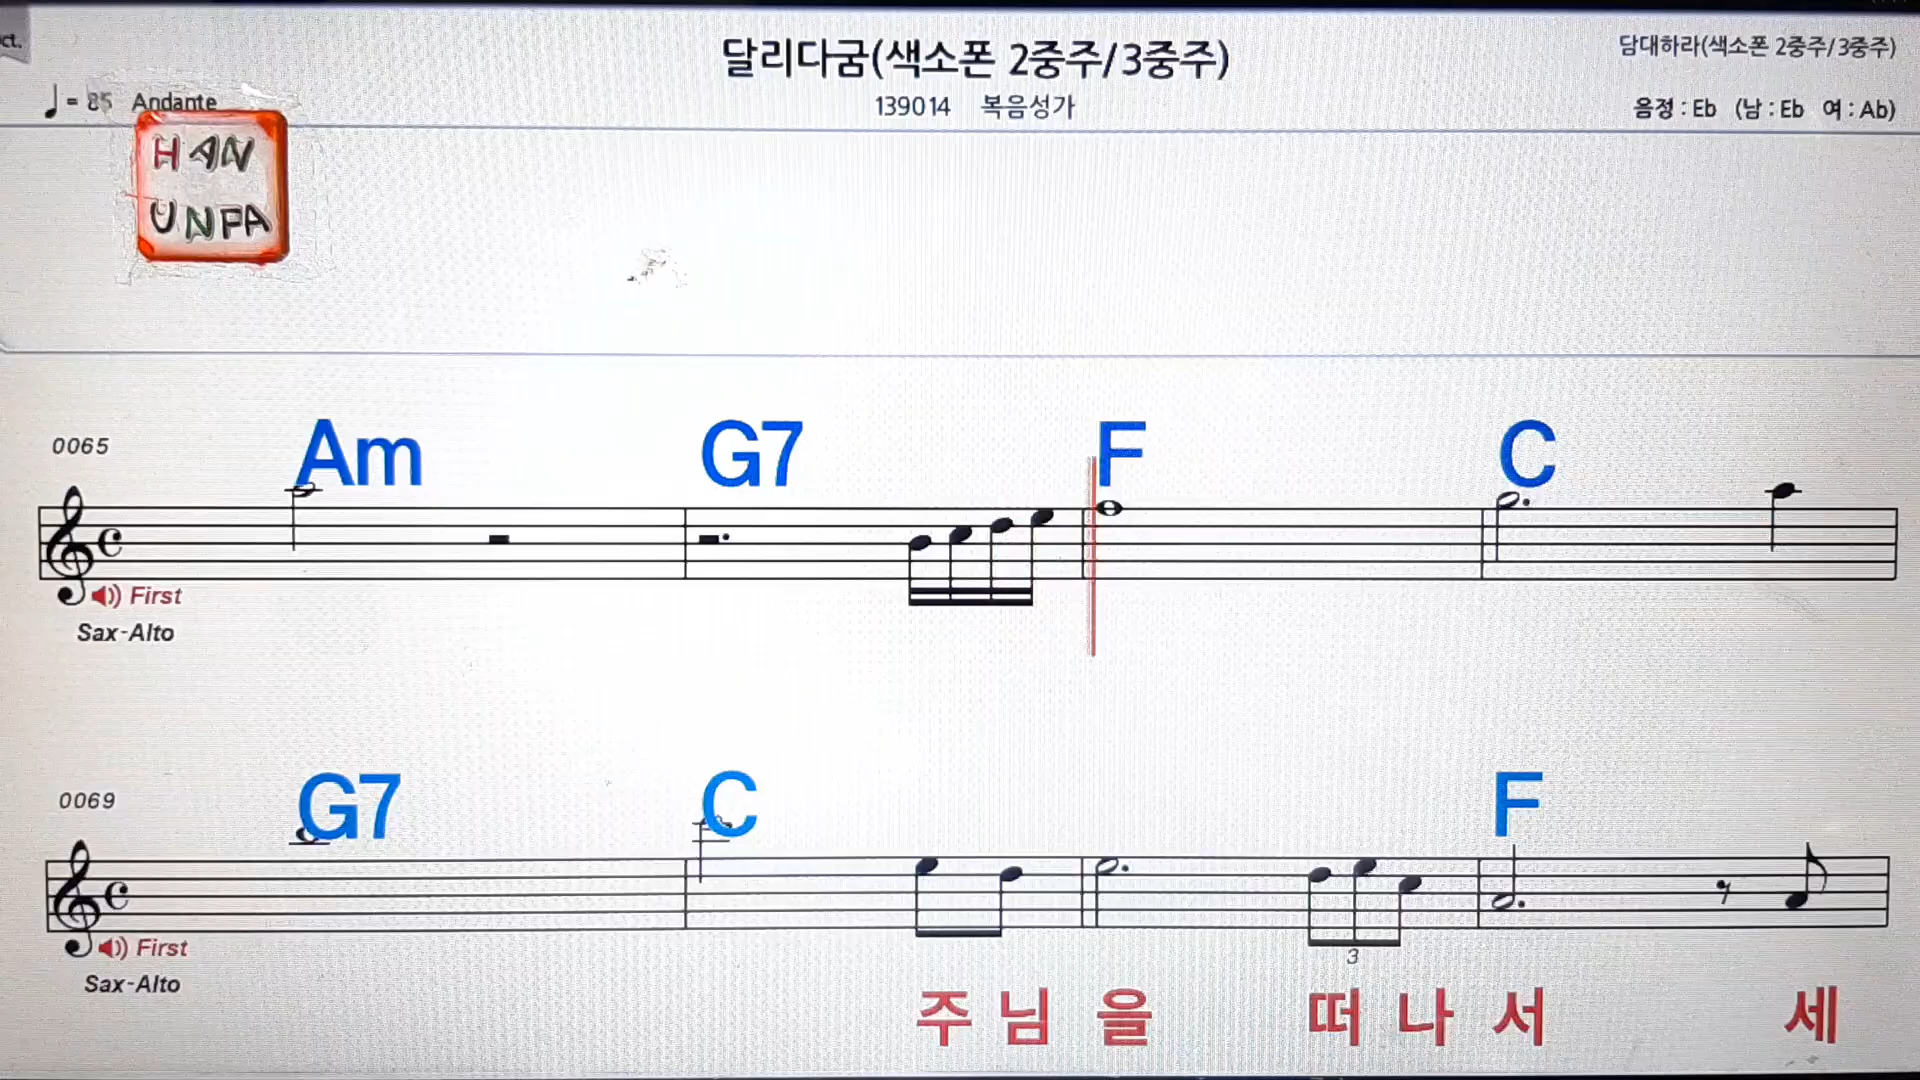 ct.
달리다굼(색소폰 2중주/3중주)
담대하라(색소폰 2중주/3중주)
♩ = 85 Andante
139014 복음성가
음정 : Eb (남 : Eb 여 : Ab)
HAN
UNFA
0065
Am G7 F C
First
Sax-Alto
0069
G7 C F
First
3
Sax-Alto
주 님 을 떠 나 서 세